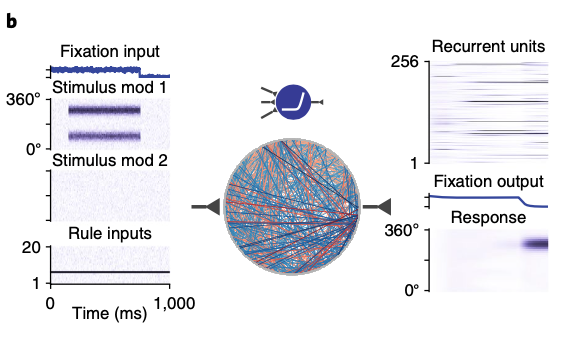 b
Fixation input
Stimulus mod 1
360°
0°
Stimulus mod 2
Rule inputs
20
1
0 1,000
Time (ms)
Recurrent units
256
1
Fixation output
Response
360°
0°